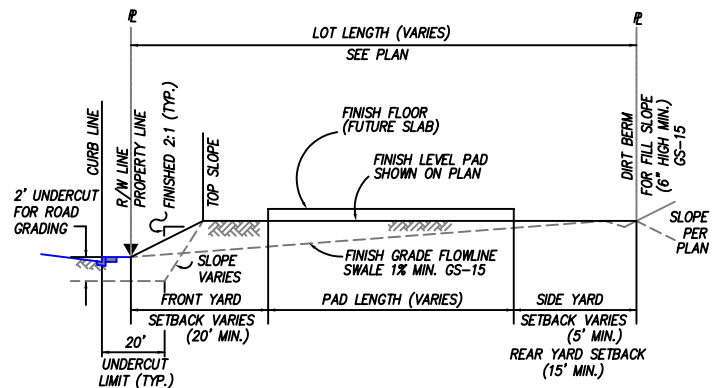 PL
PL
LOT LENGTH (VARIES)
SEE PLAN
CURB LINE
R/W LINE
PROPERTY LINE
FINISHED 2:1 (TYP.)
TOP SLOPE
FINISH FLOOR
(FUTURE SLAB)
FINISH LEVEL PAD
SHOWN ON PLAN
DIRT BERM
FOR FILL SLOPE
(6" HIGH MIN.)
GS-15
2' UNDERCUT
FOR ROAD
GRADING
SLOPE
VARIES
FINISH GRADE FLOWLINE
SWALE 1% MIN. GS-15
SLOPE
PER
PLAN
FRONT YARD
SETBACK VARIES
(20' MIN.)
PAD LENGTH (VARIES)
SIDE YARD
SETBACK VARIES
(5' MIN.)
REAR YARD SETBACK
(15' MIN.)
20'
UNDERCUT
LIMIT (TYP.)